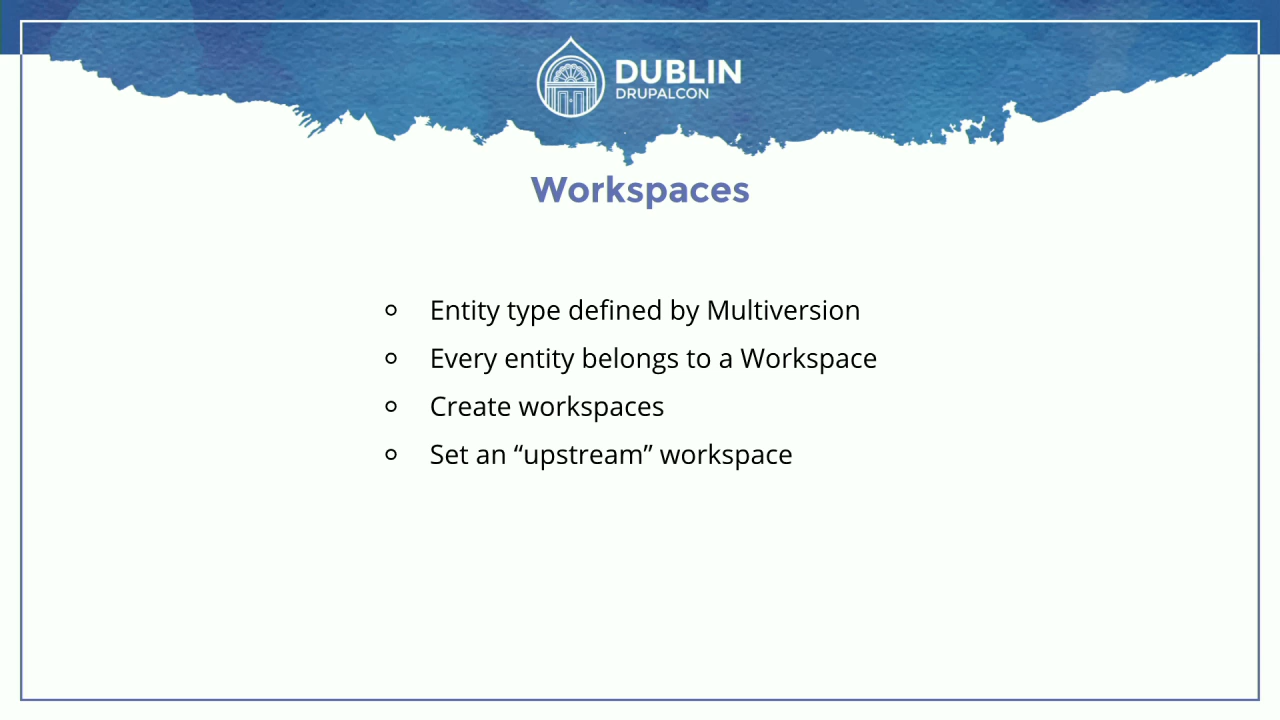 DUBLIN
DRUPALCON
Workspaces
Entity type defined by Multiversion
Every entity belongs to a Workspace
Create workspaces
Set an “upstream” workspace